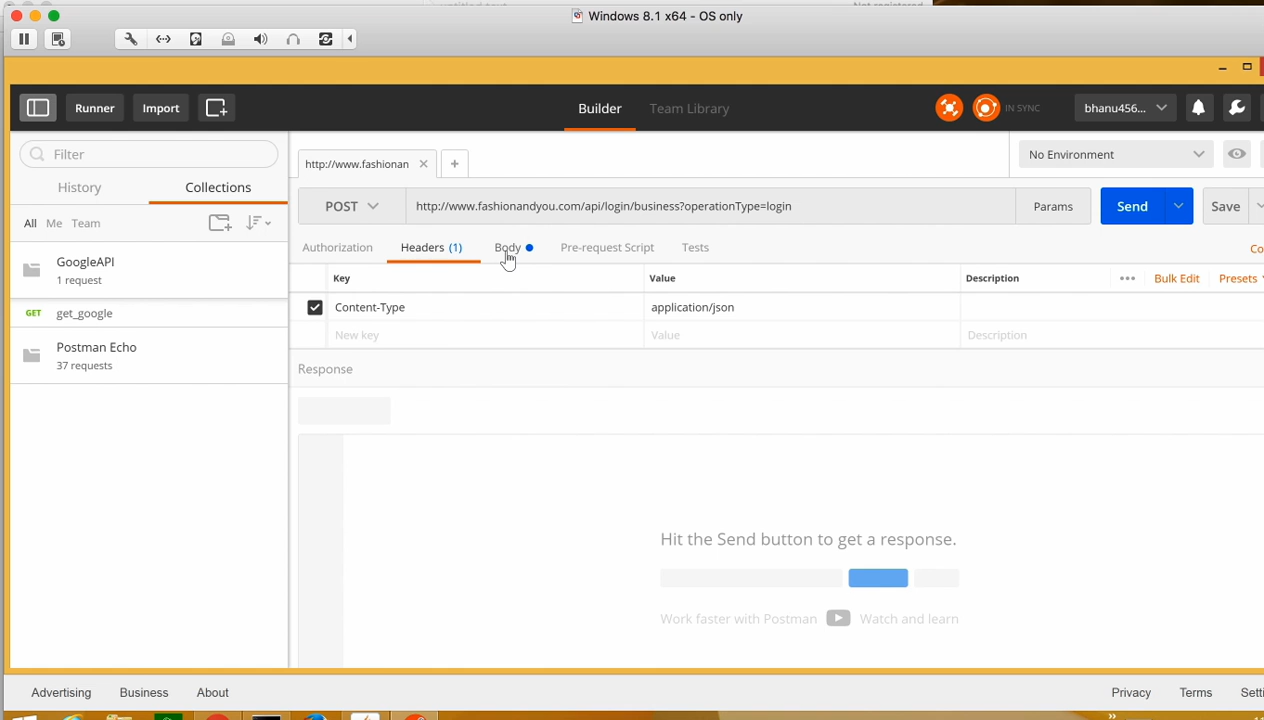 Not registered
Windows 8.1 x64 - OS only
Runner
Import
Builder
Team Library
IN SYNC
bhanu456...
Filter
http://www.fashionan
No Environment
History
Collections
POST
http://www.fashionandyou.com/api/login/business?operationType=login
Params
Send
Save
All Me Team
Authorization
Headers (1)
Body
Pre-request Script
Tests
Co
GoogleAPI
1 request
Key
Value
Description
Bulk Edit
Presets
Content-Type
application/json
GET get_google
New key
Value
Description
Postman Echo
37 requests
Response
Hit the Send button to get a response.
Work faster with Postman
Watch and learn
Advertising
Business
About
Privacy
Terms
Setti